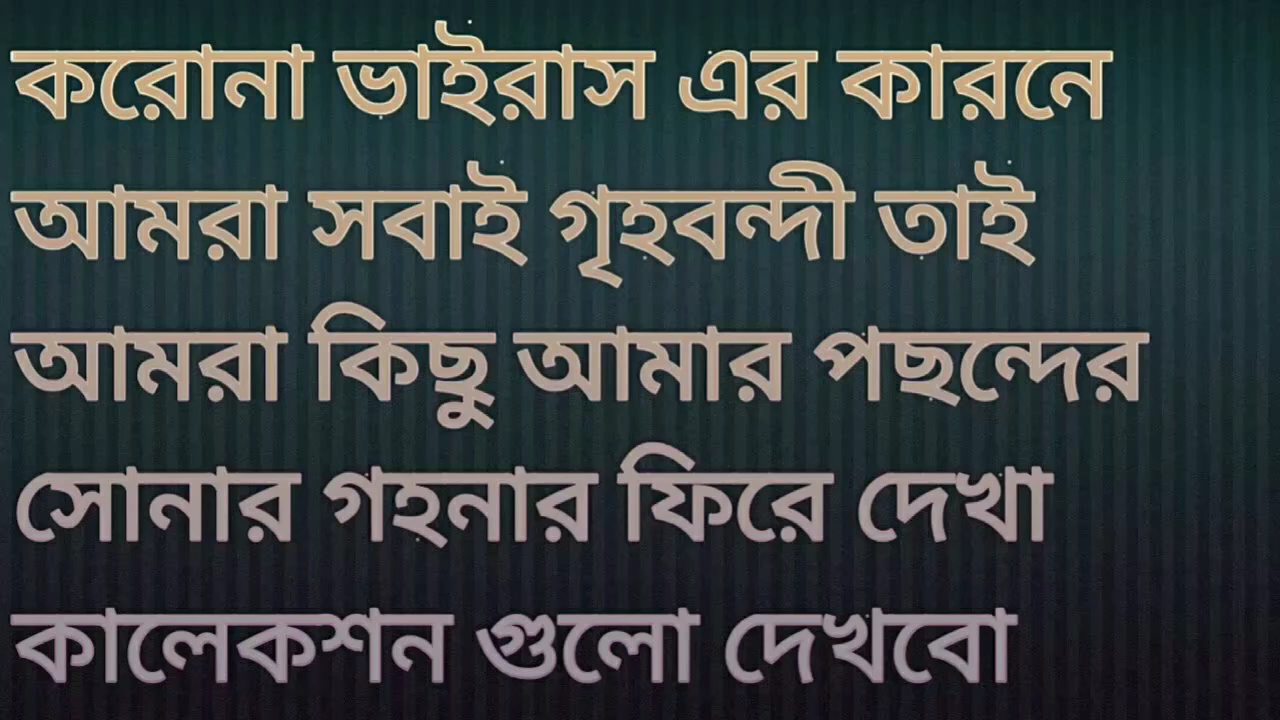 করোনা ভাইরাস এর কারনে
আমরা সবাই গৃহবন্দী তাই
আমরা কিছু আমার পছন্দের
সোনার গহনার ফিরে দেখা
কালেকশন গুলো দেখবো